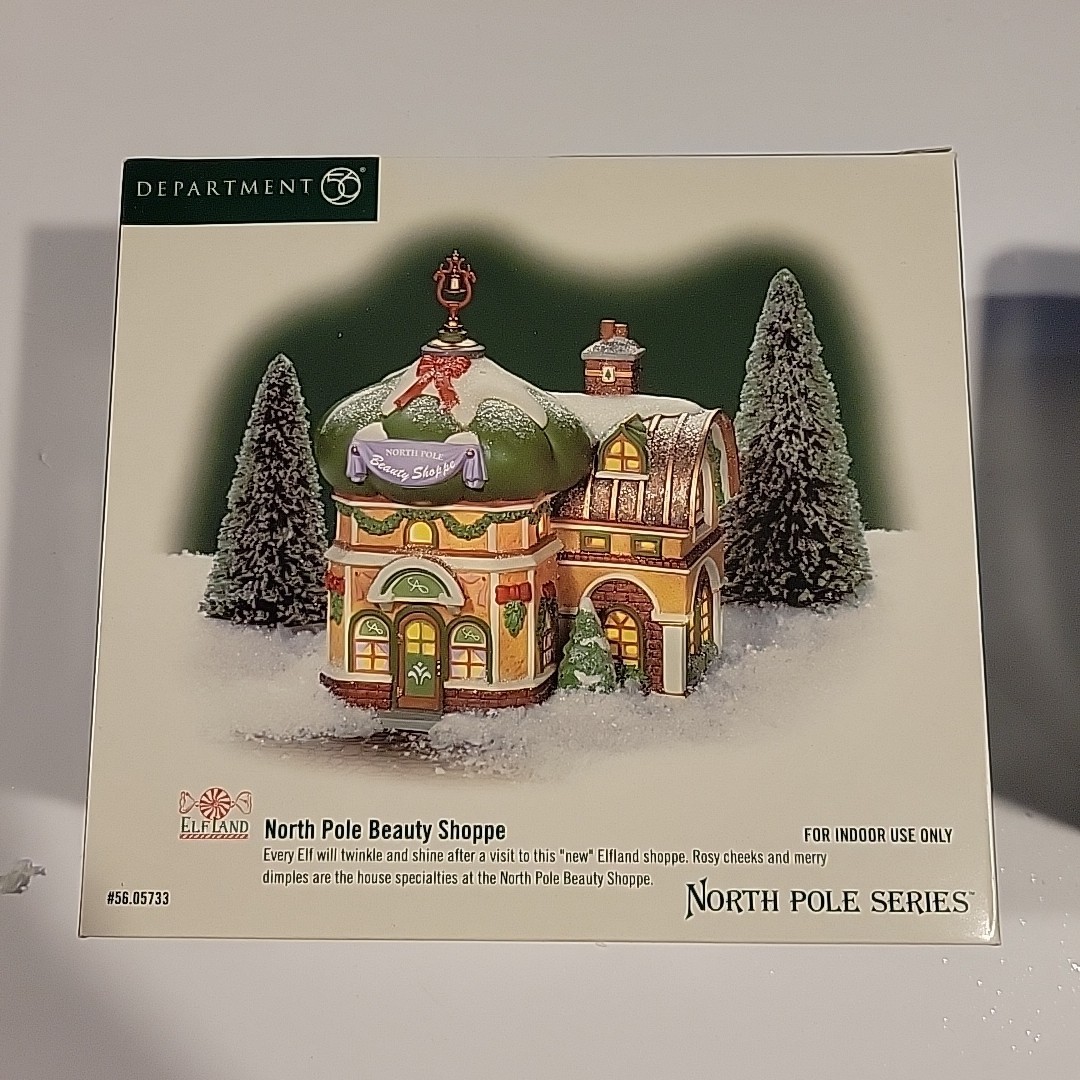 DEPARTMENT 56®
NORTH POLE
Beauty Shoppe
ELFLAND
North Pole Beauty Shoppe
FOR INDOOR USE ONLY
Every Elf will twinkle and shine after a visit to this "new" Elfland shoppe. Rosy cheeks and merry
dimples are the house specialties at the North Pole Beauty Shoppe.
#56.05733
NORTH POLE SERIES™